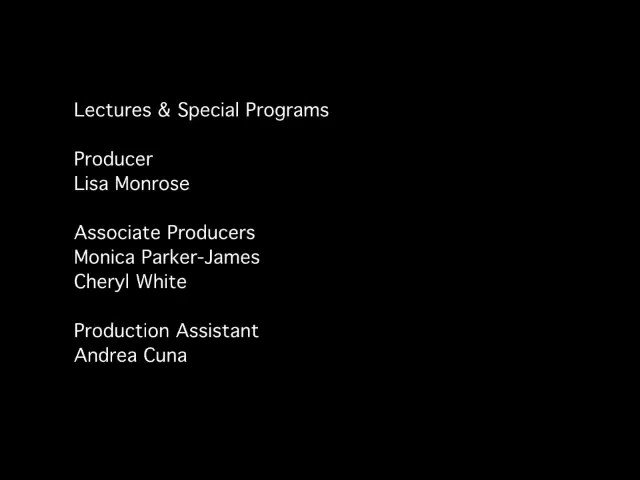 Lectures & Special Programs
Producer
Lisa Monrose
Associate Producers
Monica Parker-James
Cheryl White
Production Assistant
Andrea Cuna